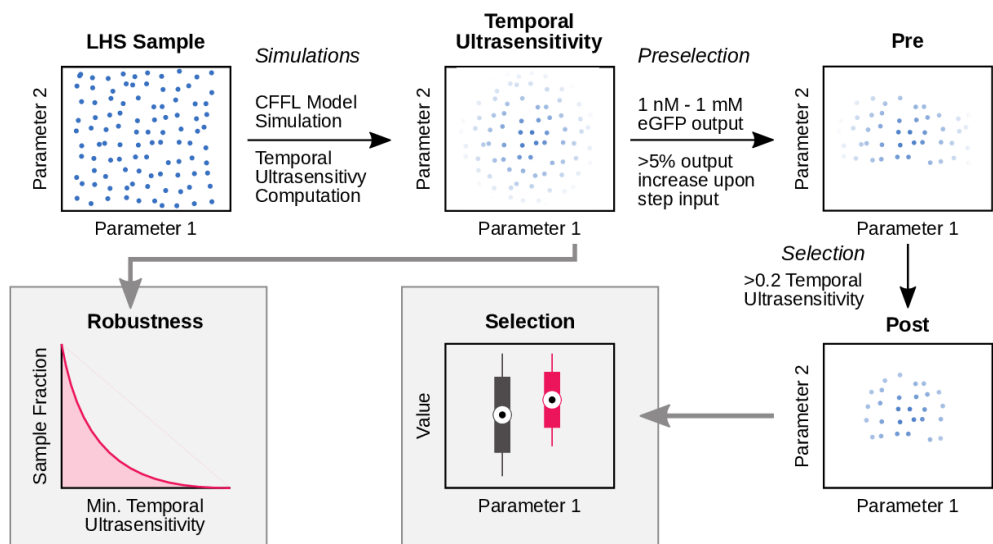 LHS Sample
Parameter 2
Parameter 1
Simulations
CFFL Model
Simulation
Temporal
Ultrasensitivy
Computation
Temporal
Ultrasensitivity
Parameter 2
Parameter 1
Preselection
1 nM - 1 mM
eGFP output
>5% output
increase upon
step input
Pre
Parameter 2
Parameter 1
Selection
>0.2 Temporal
Ultrasensitivity
Robustness
Sample Fraction
Min. Temporal
Ultrasensitivity
Selection
Value
Parameter 1
Post
Parameter 2
Parameter 1